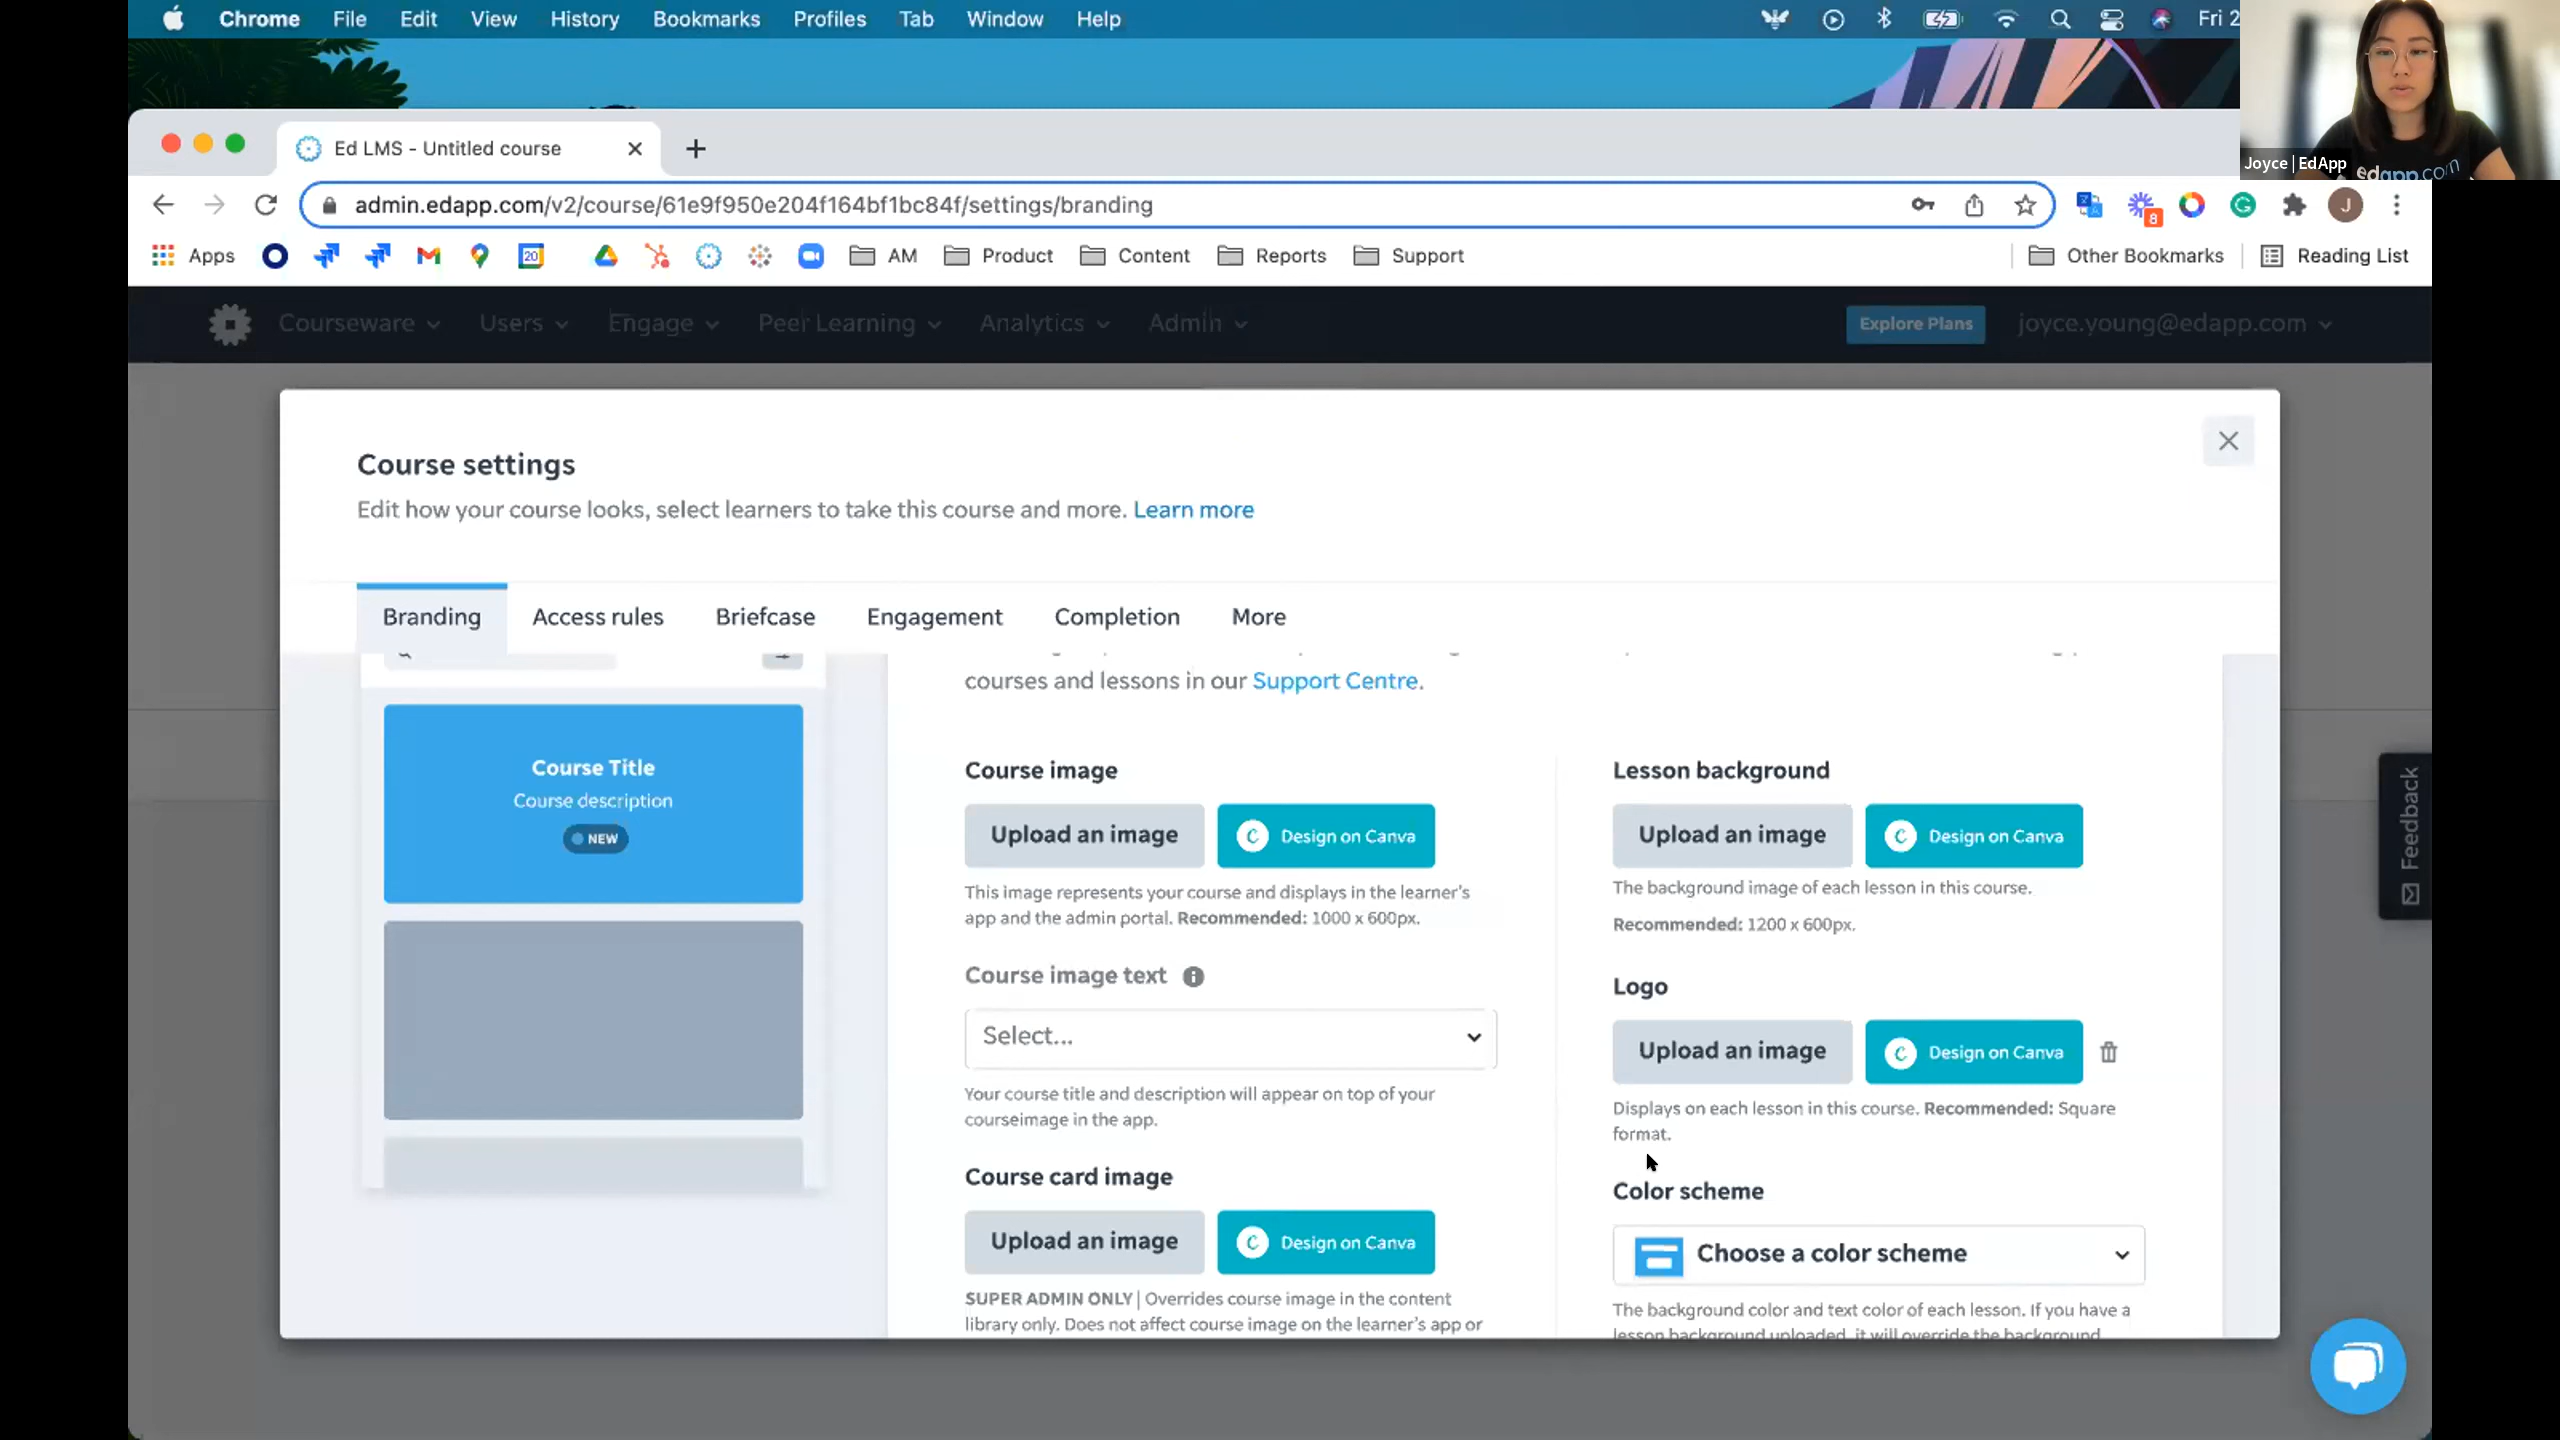 Chrome File Edit View History Bookmarks Profiles Tab Window Help
Fri 2
Joyce | EdApp
edapp.com
Ed LMS - Untitled course
admin.edapp.com/v2/course/61e9f950e204f164bf1bc84f/settings/branding
8
J
Apps
20
AM
Product
Content
Reports
Support
Other Bookmarks
Reading List
Courseware Users Engage Peer Learning Analytics Admin
Explore Plans
joyce.young@edapp.com
Course settings
Edit how your course looks, select learners to take this course and more. Learn more
Branding Access rules Briefcase Engagement Completion More
Course Title
Course description
NEW
courses and lessons in our Support Centre.
Course image
Upload an image
Design on Canva
This image represents your course and displays in the learner's
app and the admin portal. Recommended: 1000 x 600px.
Course image text
Select...
Your course title and description will appear on top of your
courseimage in the app.
Course card image
Upload an image
Design on Canva
SUPER ADMIN ONLY | Overrides course image in the content
library only. Does not affect course image on the learner's app or
Lesson background
Upload an image
Design on Canva
The background image of each lesson in this course.
Recommended: 1200 x 600px.
Logo
Upload an image
Design on Canva
Displays on each lesson in this course. Recommended: Square
format.
Color scheme
Choose a color scheme
The background color and text color of each lesson. If you have a
lesson background uploaded, it will override the background
Feedback